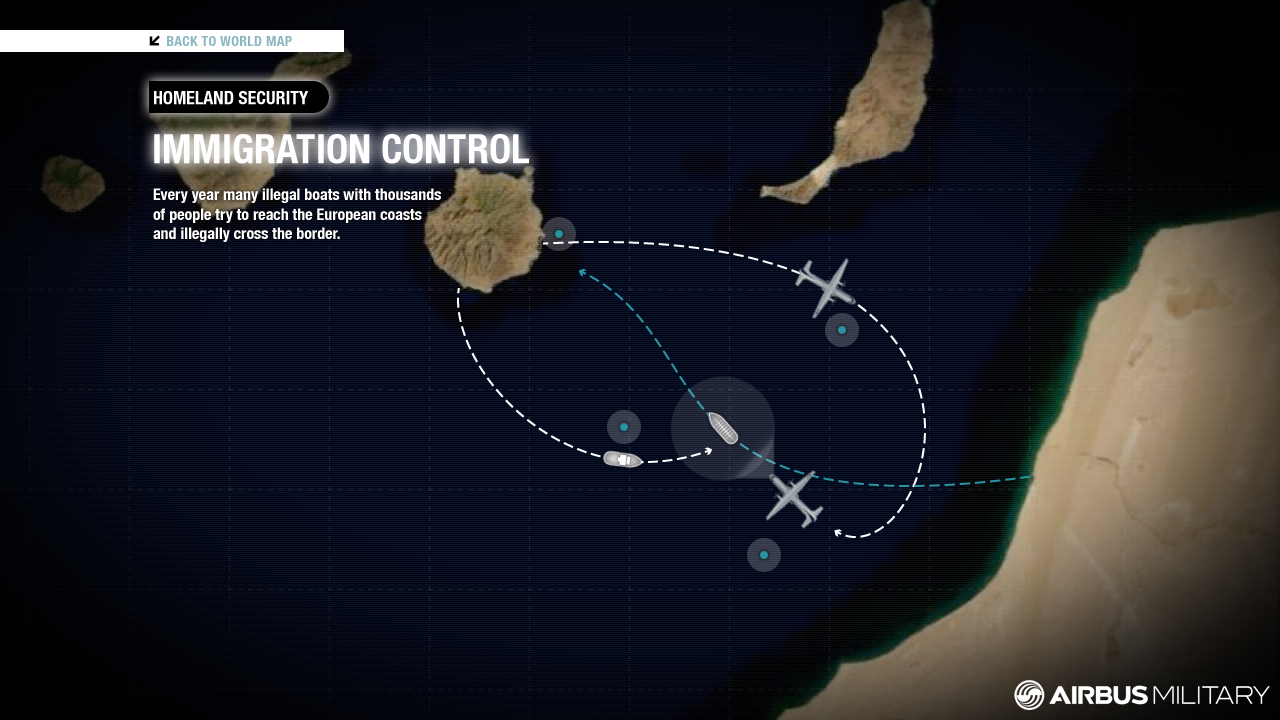 BACK TO WORLD MAP
HOMELAND SECURITY
IMMIGRATION CONTROL
Every year many illegal boats with thousands
of people try to reach the European coasts
and illegally cross the border.
AIRBUS MILITARY